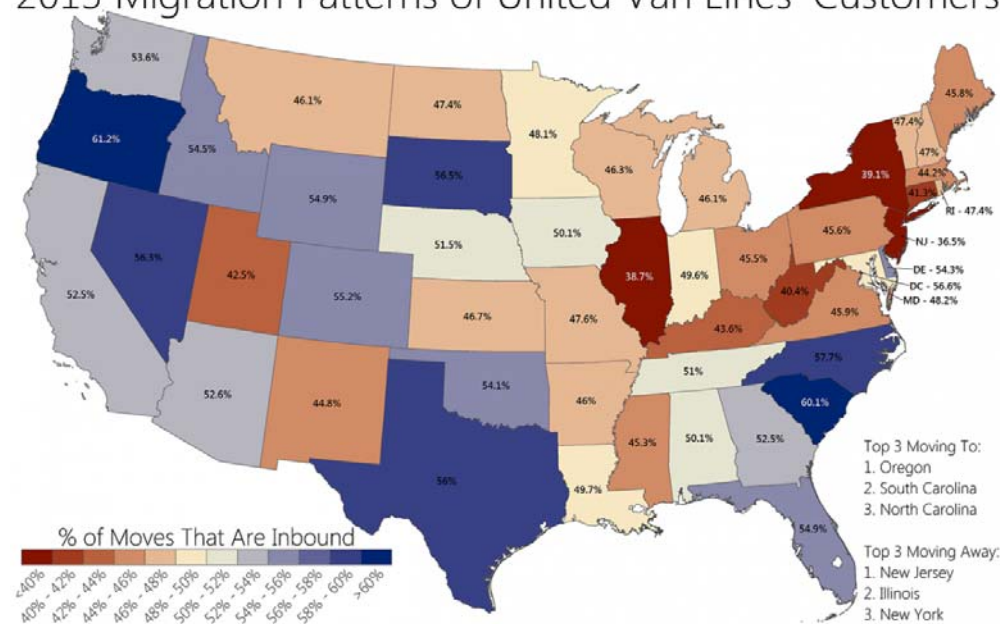 2013 Migration Patterns of United Van Lines' Customers
53.6%
46.1%
47.4%
48.1%
45.8%
47.4%
47%
61.2%
54.5%
56.5%
46.3%
46.1%
39.1%
44.2%
41.3%
RI - 47.4%
54.9%
51.5%
50.1%
45.6%
NJ - 36.5%
56.3%
42.5%
38.7%
49.6%
45.5%
DE - 54.3%
DC - 56.6%
MD - 48.2%
52.5%
55.2%
46.7%
47.6%
43.6%
40.4%
45.9%
52.6%
44.8%
54.1%
46%
51%
57.7%
60.1%
56%
49.7%
45.3%
50.1%
52.5%
54.9%
Top 3 Moving To:
1. Oregon
2. South Carolina
3. North Carolina
Top 3 Moving Away:
1. New Jersey
2. Illinois
3. New York
% of Moves That Are Inbound
<40%
40% - 42%
42% - 44%
44% - 46%
46% - 48%
48% - 50%
50% - 52%
52% - 54%
54% - 56%
56% - 58%
58% - 60%
>60%